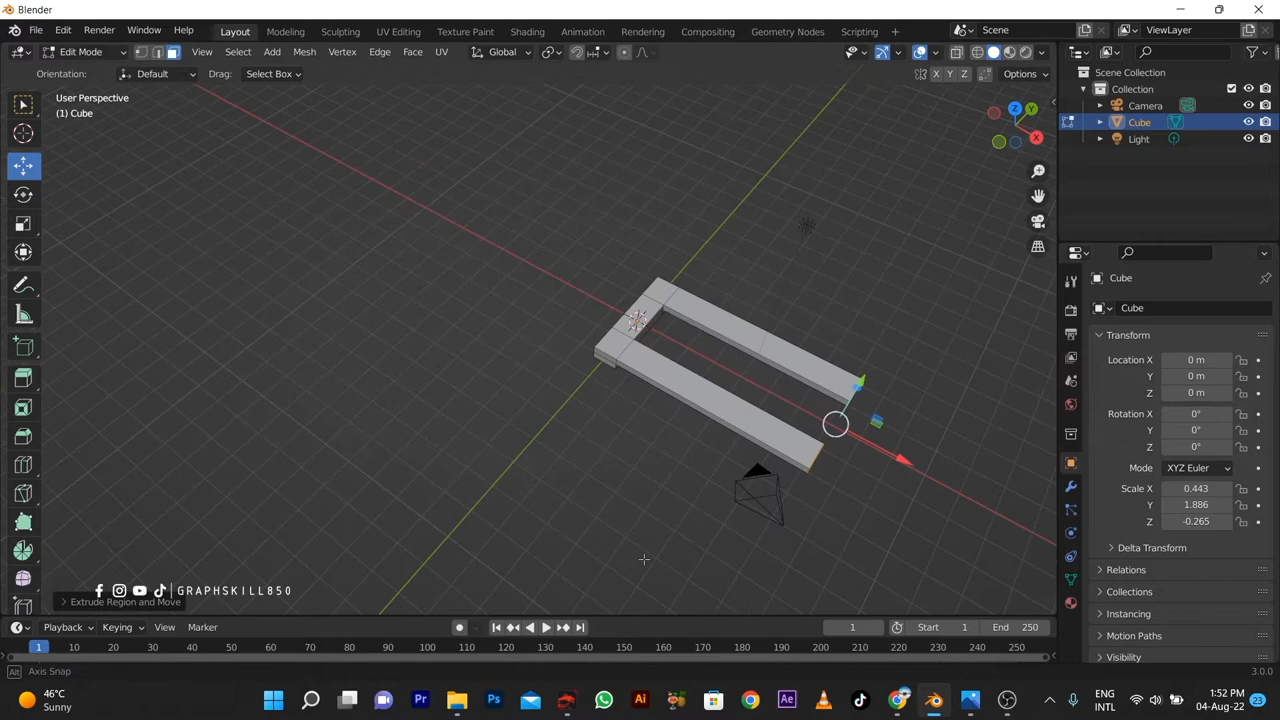 Blender
File Edit Render Window Help Layout Modeling Sculpting UV Editing Texture Paint Shading Animation Rendering Compositing Geometry Nodes Scripting + Scene ViewLayer
Edit Mode View Select Add Mesh Vertex Edge Face UV Global
Orientation: Default Drag: Select Box X Y Z Options
User Perspective
(1) Cube
Z Y X
Scene Collection
Collection
Camera
Cube
Light
Cube
Cube
Transform
Location X 0 m
Y 0 m
Z 0 m
Rotation X 0°
Y 0°
Z 0°
Mode XYZ Euler
Scale X 0.443
Y 1.886
Z -0.265
Delta Transform
Relations
Collections
Instancing
Motion Paths
Visibility
GRAPHSKILL850
Extrude Region and Move
Playback Keying View Marker 1 Start 1 End 250
1 10 20 30 40 50 60 70 80 90 100 110 120 130 140 150 160 170 180 190 200 210 220 230 240 250
Alt Axis Snap 3.0.0
46°C
Sunny
Pr Ps Ai Ae
ENG
INTL
1:52 PM
04-Aug-22
23